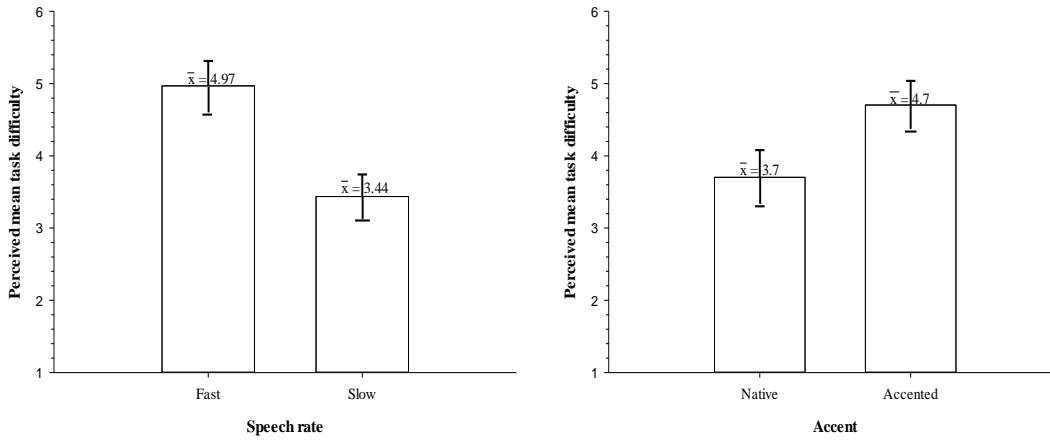 Perceived mean task difficulty
6
5
4
3
2
1
x̄ = 4.97
x̄ = 3.44
Fast
Slow
Speech rate
Perceived mean task difficulty
6
5
4
3
2
1
x̄ = 3.7
x̄ = 4.7
Native
Accented
Accent